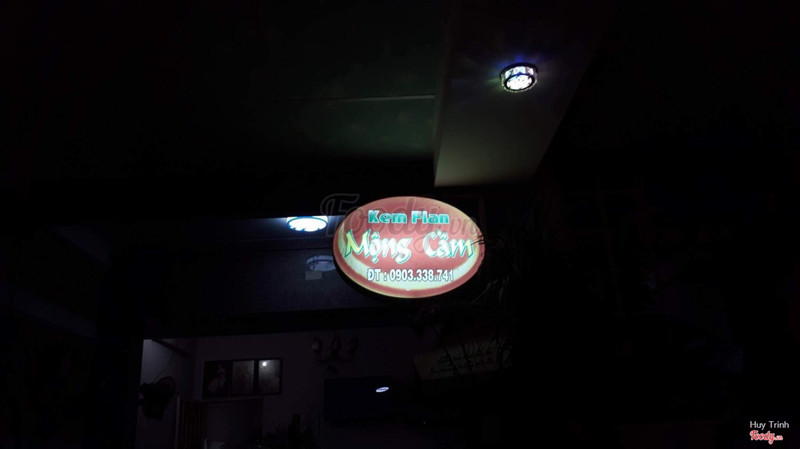 Kem Flan
Mộng Cầm
ĐT : 0903.338.741
Huy Trinh
Foody.vn